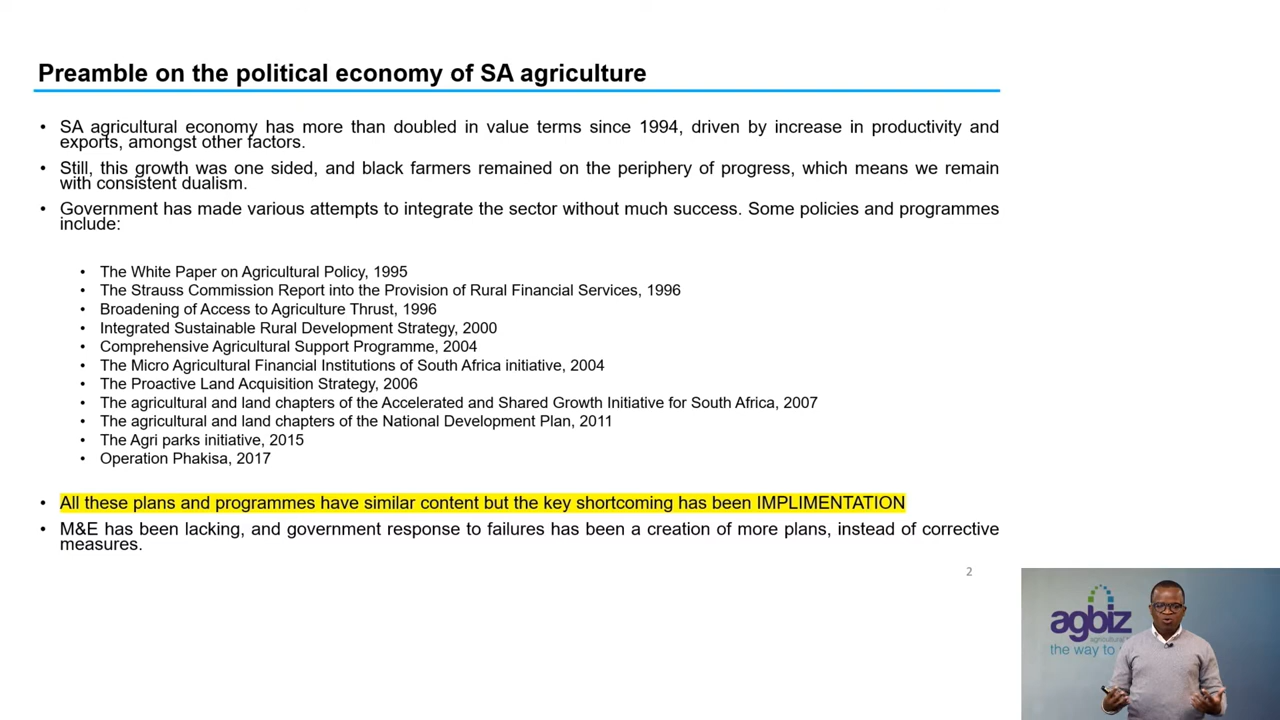 Preamble on the political economy of SA agriculture
• SA agricultural economy has more than doubled in value terms since 1994, driven by increase in productivity and
exports, amongst other factors.
• Still, this growth was one sided, and black farmers remained on the periphery of progress, which means we remain
with consistent dualism.
• Government has made various attempts to integrate the sector without much success. Some policies and programmes
include:
• The White Paper on Agricultural Policy, 1995
• The Strauss Commission Report into the Provision of Rural Financial Services, 1996
• Broadening of Access to Agriculture Thrust, 1996
• Integrated Sustainable Rural Development Strategy, 2000
• Comprehensive Agricultural Support Programme, 2004
• The Micro Agricultural Financial Institutions of South Africa initiative, 2004
• The Proactive Land Acquisition Strategy, 2006
• The agricultural and land chapters of the Accelerated and Shared Growth Initiative for South Africa, 2007
• The agricultural and land chapters of the National Development Plan, 2011
• The Agri parks initiative, 2015
• Operation Phakisa, 2017
• All these plans and programmes have similar content but the key shortcoming has been IMPLIMENTATION
• M&E has been lacking, and government response to failures has been a creation of more plans, instead of corrective
measures.
2
agbiz
the way to